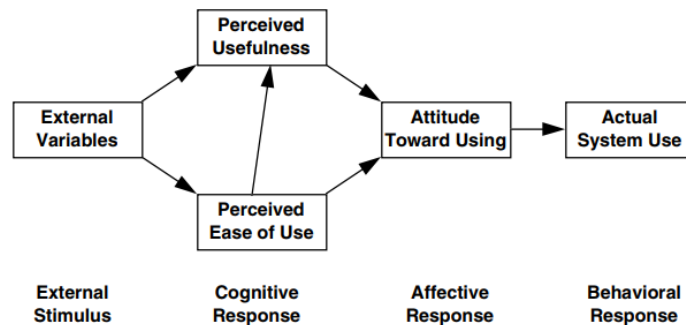 Perceived
Usefulness
External
Variables
Attitude
Toward Using
Actual
System Use
Perceived
Ease of Use
External
Stimulus
Cognitive
Response
Affective
Response
Behavioral
Response